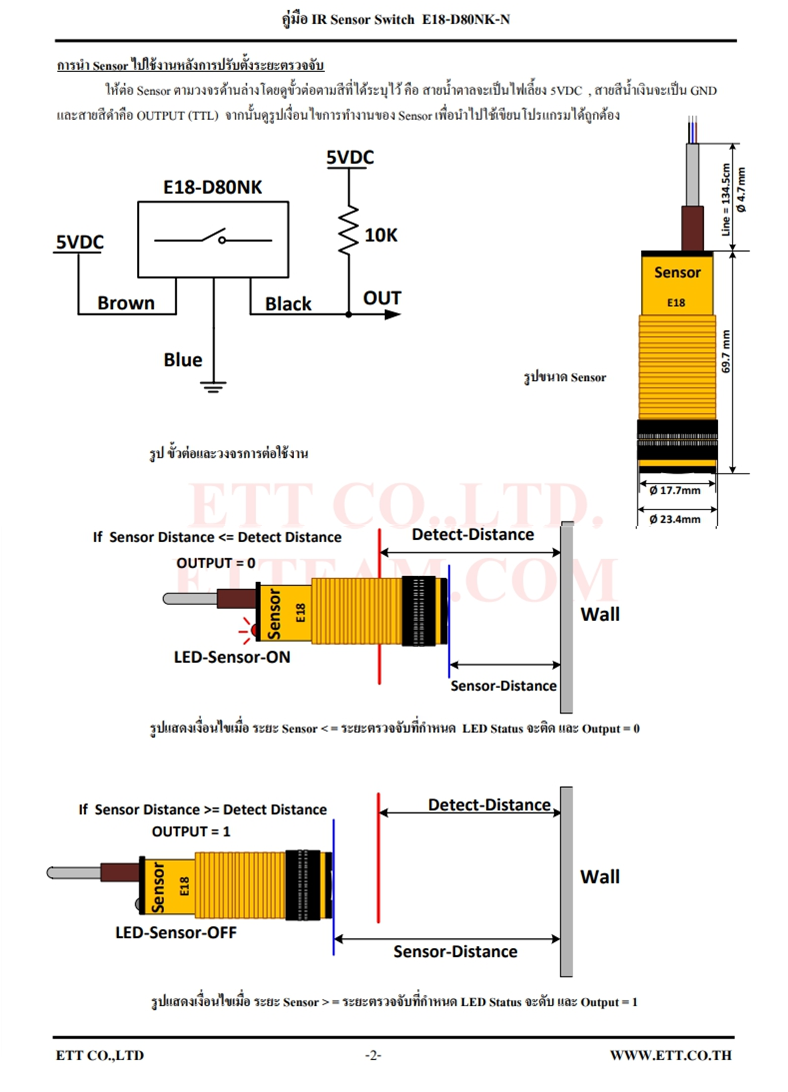 คู่มือ IR Sensor Switch E18-D80NK-N
การนำ Sensor ไปใช้งานหลังการปรับตั้งระยะตรวจจับ
ให้ต่อ Sensor ตามวงจรด้านล่างโดยดูขั้วต่อตามสีที่ได้ระบุไว้ คือ สายน้ำตาลจะเป็นไฟเลี้ยง 5VDC , สายสีน้ำเงินจะเป็น GND
และสายสีดำคือ OUTPUT (TTL) จากนั้นดูรูปเงื่อนไขการทำงานของ Sensor เพื่อนำไปใช้เขียนโปรแกรมได้ถูกต้อง
5VDC
E18-D80NK
10K
5VDC
Brown
Black
OUT
Blue
Line = 134.5cm
Ø 4.7mm
Sensor
E18
69.7 mm
รูปขนาด Sensor
Ø 17.7mm
Ø 23.4mm
รูป ขั้วต่อและวงจรการต่อใช้งาน
ETT CO.,LTD.
ETTEAM.COM
If Sensor Distance <= Detect Distance
OUTPUT = 0
Detect-Distance
Sensor
E18
Wall
LED-Sensor-ON
Sensor-Distance
รูปแสดงเงื่อนไขเมื่อ ระยะ Sensor < = ระยะตรวจจับที่กำหนด LED Status จะติด และ Output = 0
If Sensor Distance >= Detect Distance
OUTPUT = 1
Detect-Distance
Sensor
E18
Wall
LED-Sensor-OFF
Sensor-Distance
รูปแสดงเงื่อนไขเมื่อ ระยะ Sensor > = ระยะตรวจจับที่กำหนด LED Status จะดับ และ Output = 1
ETT CO.,LTD
-2-
WWW.ETT.CO.TH